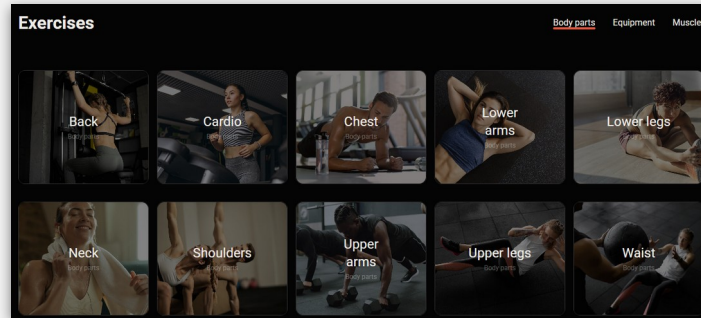 Exercises
Body parts
Equipment
Muscle
Back
Body parts
Cardio
Body parts
Chest
Body parts
Lower
arms
Body parts
Lower legs
Body parts
Neck
Body parts
Shoulders
Body parts
Upper
arms
Body parts
Upper legs
Body parts
Waist
Body parts